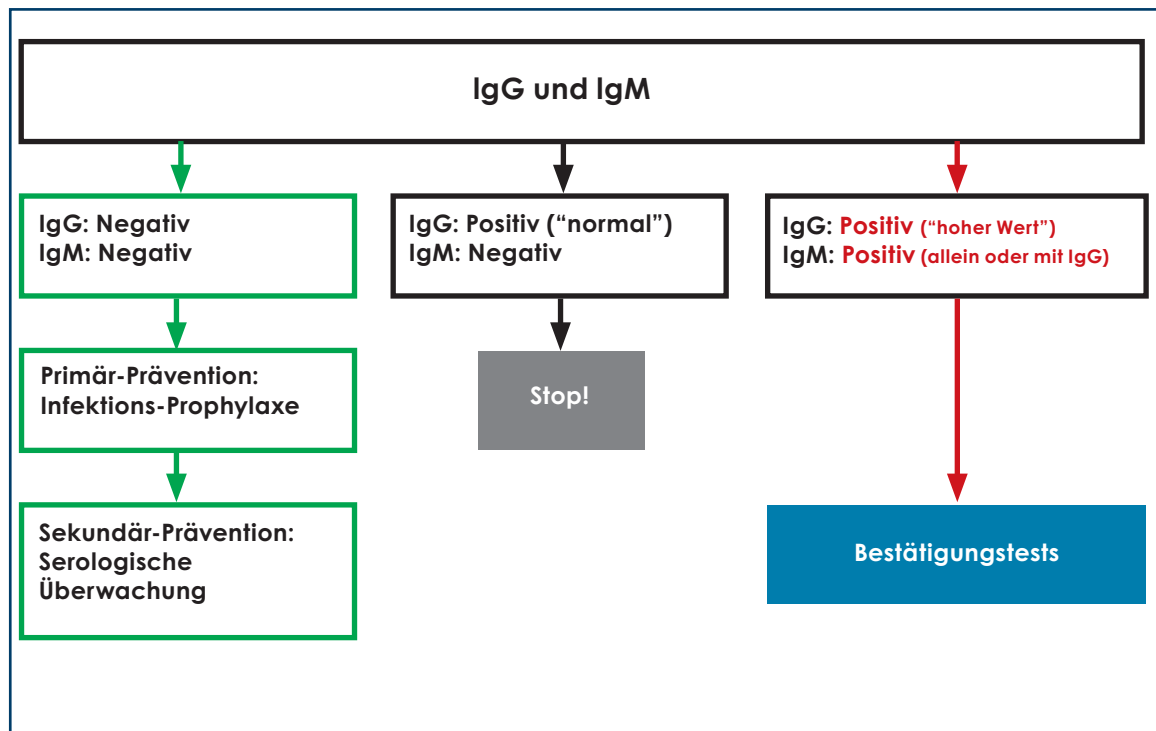 IgG und IgM
IgG: Negativ
IgM: Negativ
IgG: Positiv (“normal”)
IgM: Negativ
IgG: Positiv (“hoher Wert”)
IgM: Positiv (allein oder mit IgG)
Primär-Prävention:
Infektions-Prophylaxe
Stop!
Sekundär-Prävention:
Serologische
Überwachung
Bestätigungstests